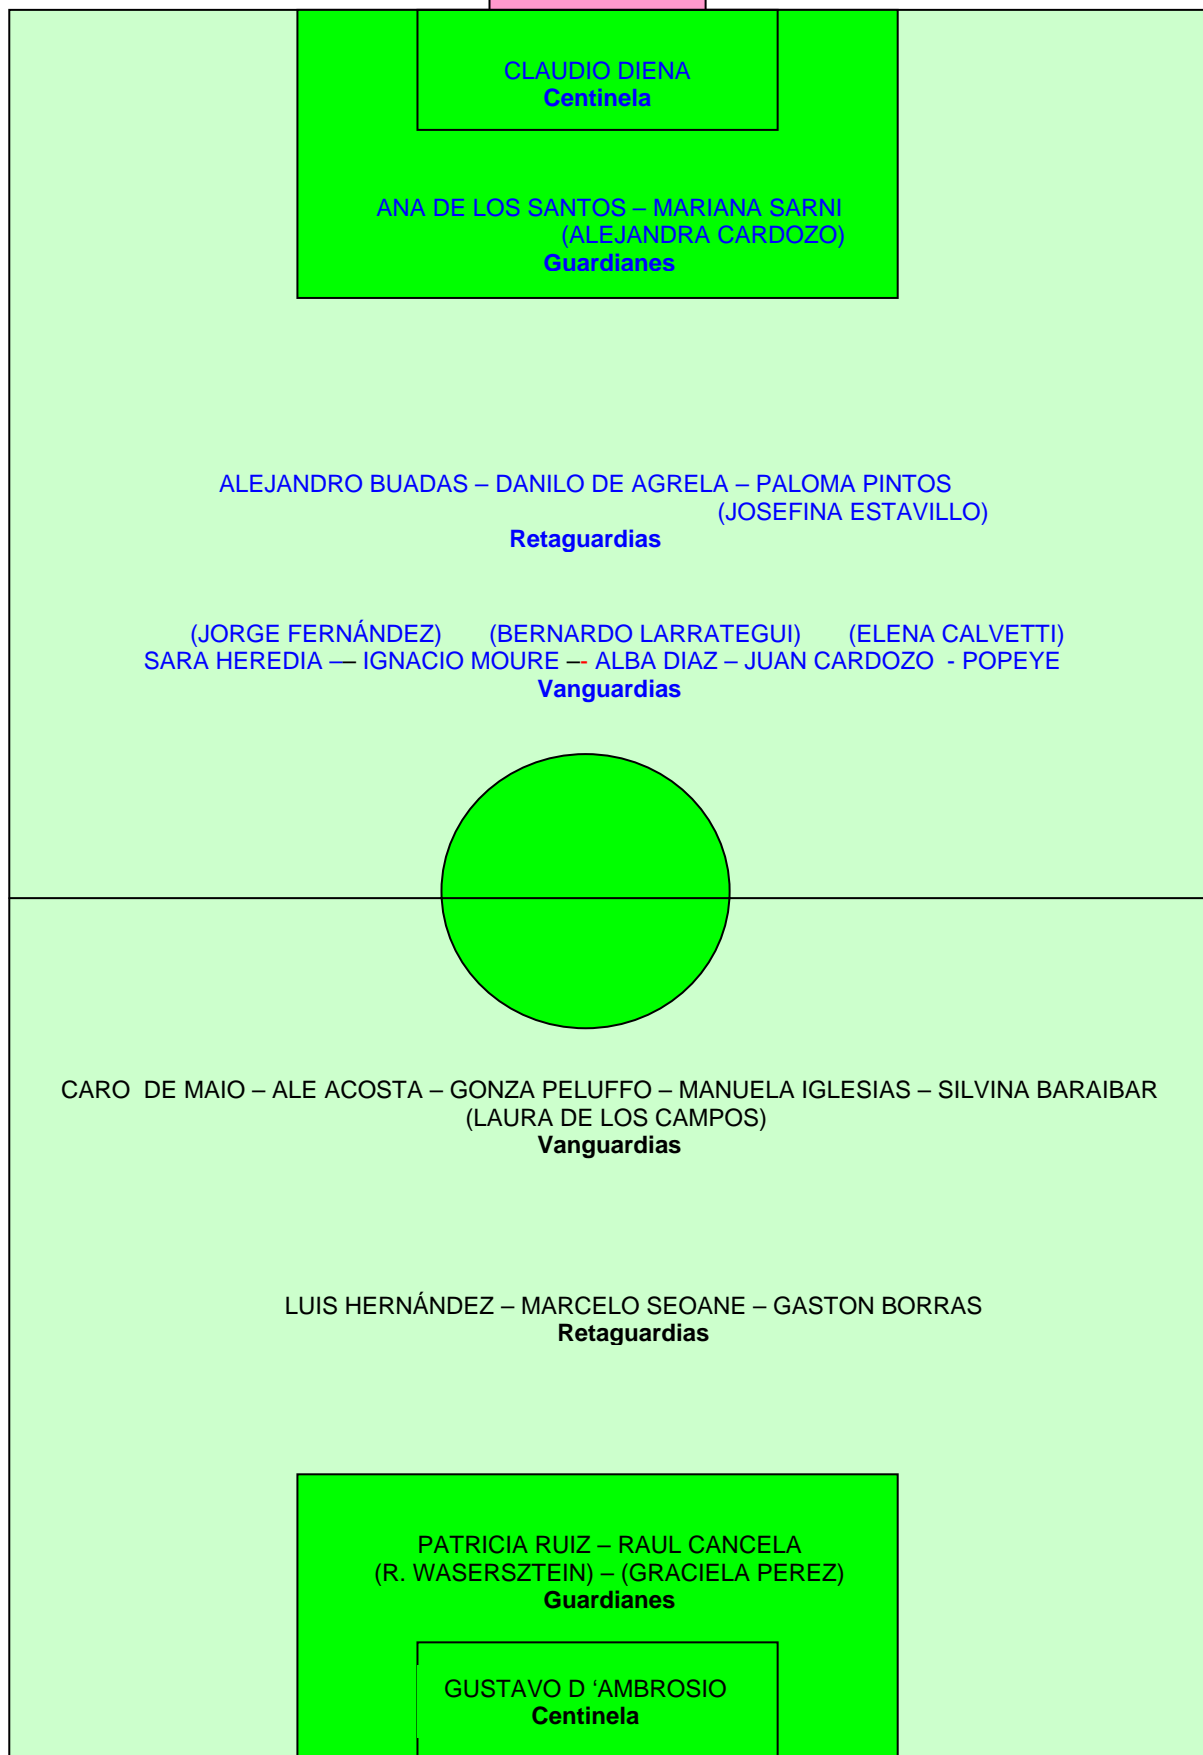 CLAUDIO DIENA
Centinela
ANA DE LOS SANTOS – MARIANA SARNI
(ALEJANDRA CARDOZO)
Guardianes
ALEJANDRO BUADAS – DANILO DE AGRELA – PALOMA PINTOS
(JOSEFINA ESTAVILLO)
Retaguardias
(JORGE FERNÁNDEZ) (BERNARDO LARRATEGUI) (ELENA CALVETTI)
SARA HEREDIA –– IGNACIO MOURE –- ALBA DIAZ – JUAN CARDOZO - POPEYE
Vanguardias
CARO DE MAIO – ALE ACOSTA – GONZA PELUFFO – MANUELA IGLESIAS – SILVINA BARAIBAR
(LAURA DE LOS CAMPOS)
Vanguardias
LUIS HERNÁNDEZ – MARCELO SEOANE – GASTON BORRAS
Retaguardias
PATRICIA RUIZ – RAUL CANCELA
(R. WASERSZTEIN) – (GRACIELA PEREZ)
Guardianes
GUSTAVO D ‘AMBROSIO
Centinela